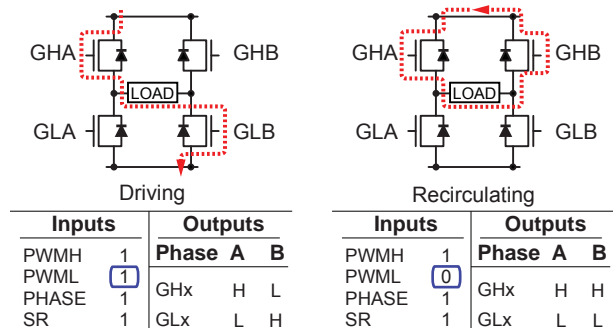 GHA GHB GHA GHB
LOAD LOAD
GLA GLB GLA GLB
Driving Recirculating
Inputs Outputs Inputs Outputs
PWMH 1 Phase A B PWMH 1 Phase A B
PWML 1 PWML 0
GHx H L GHx H H
PHASE 1 PHASE 1
SR 1 GLx L H SR 1 GLx L L